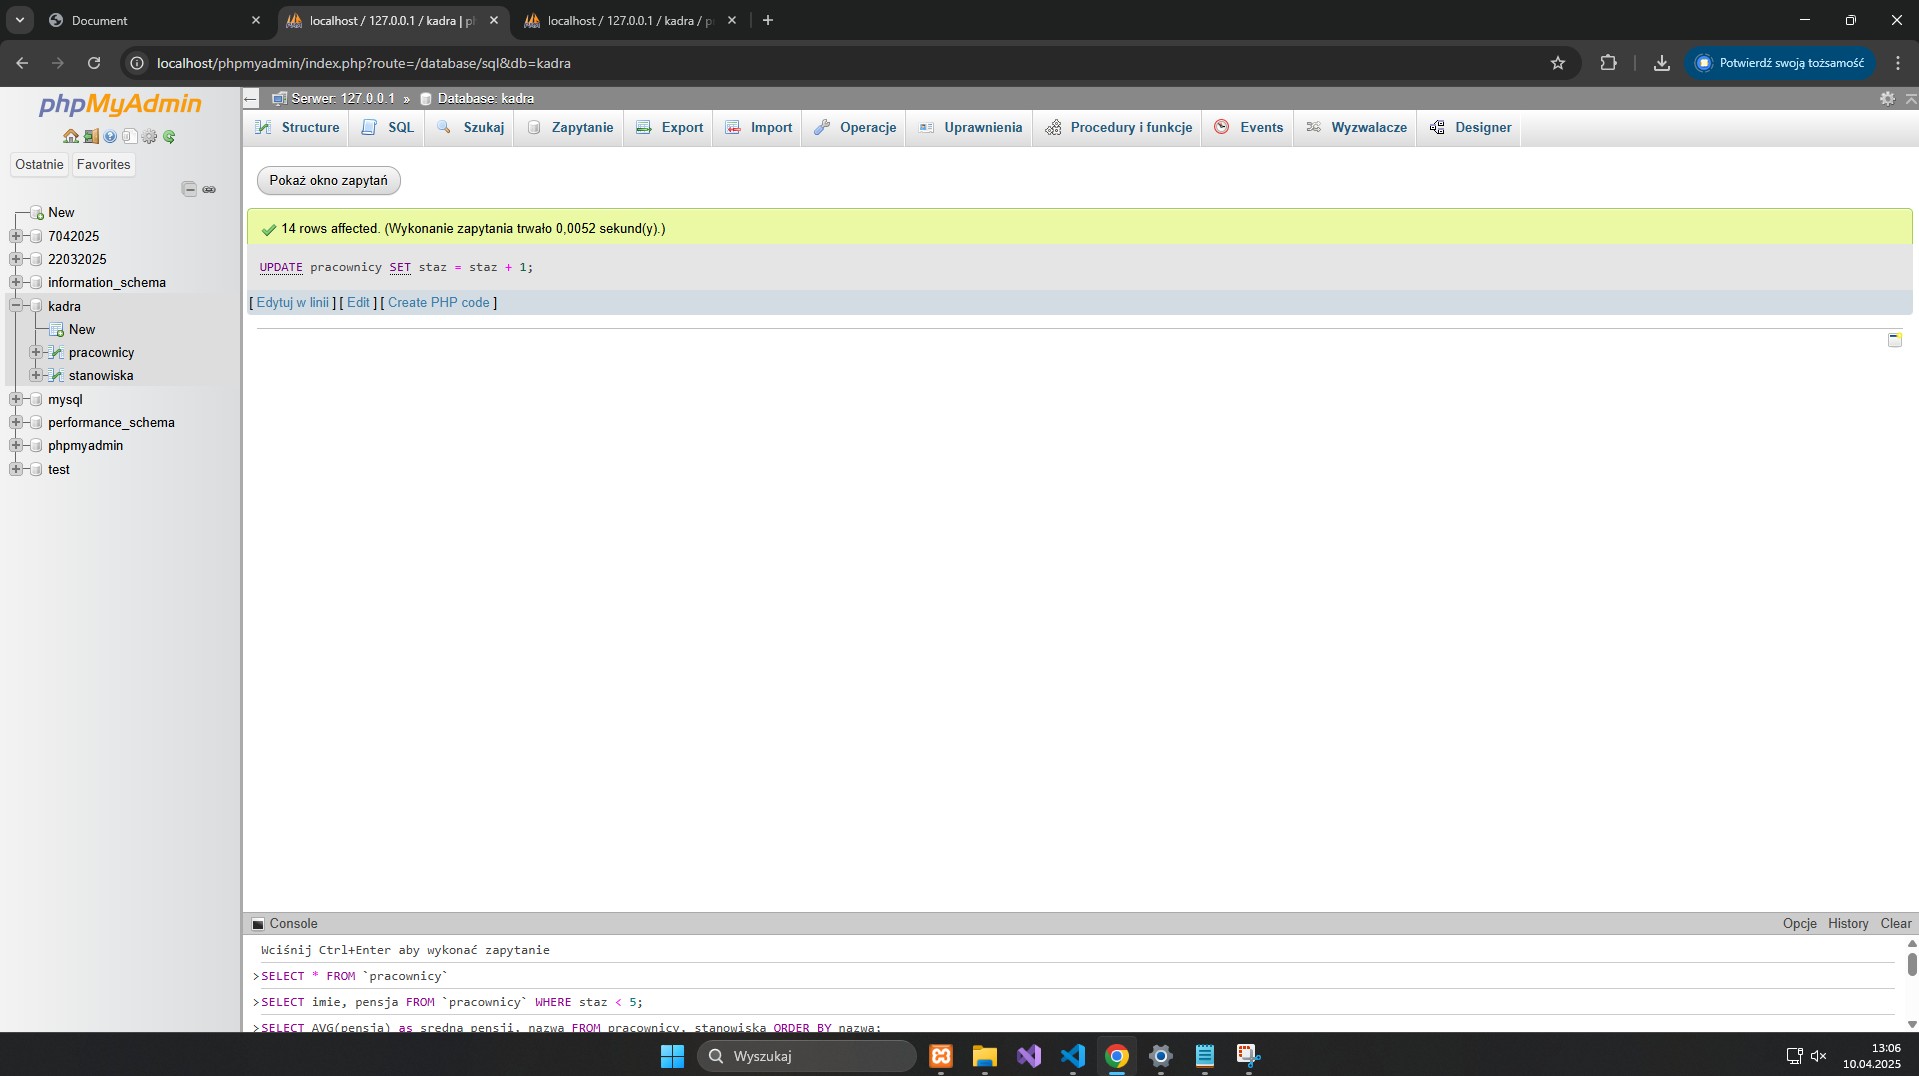 Document
localhost / 127.0.0.1 / kadra | p
localhost / 127.0.0.1 / kadra / p
localhost/phpmyadmin/index.php?route=/database/sql&db=kadra
Potwierdź swoją tożsamość
phpMyAdmin
Ostatnie
Favorites
New
7042025
22032025
information_schema
kadra
New
pracownicy
stanowiska
mysql
performance_schema
phpmyadmin
test
Serwer: 127.0.0.1 » Database: kadra
Structure
SQL
Szukaj
Zapytanie
Export
Import
Operacje
Uprawnienia
Procedury i funkcje
Events
Wyzwalacze
Designer
Pokaż okno zapytań
14 rows affected. (Wykonanie zapytania trwało 0,0052 sekund(y).)
UPDATE pracownicy SET staz = staz + 1;
[ Edytuj w linii ] [ Edit ] [ Create PHP code ]
Console
Opcje
History
Clear
Wciśnij Ctrl+Enter aby wykonać zapytanie
>SELECT * FROM `pracownicy`
>SELECT imie, pensja FROM `pracownicy` WHERE staz < 5;
>SELECT AVG(pensja) as sredna_pensji, nazwa FROM pracownicy, stanowiska ORDER BY nazwa;
Wyszukaj
13:06
10.04.2025